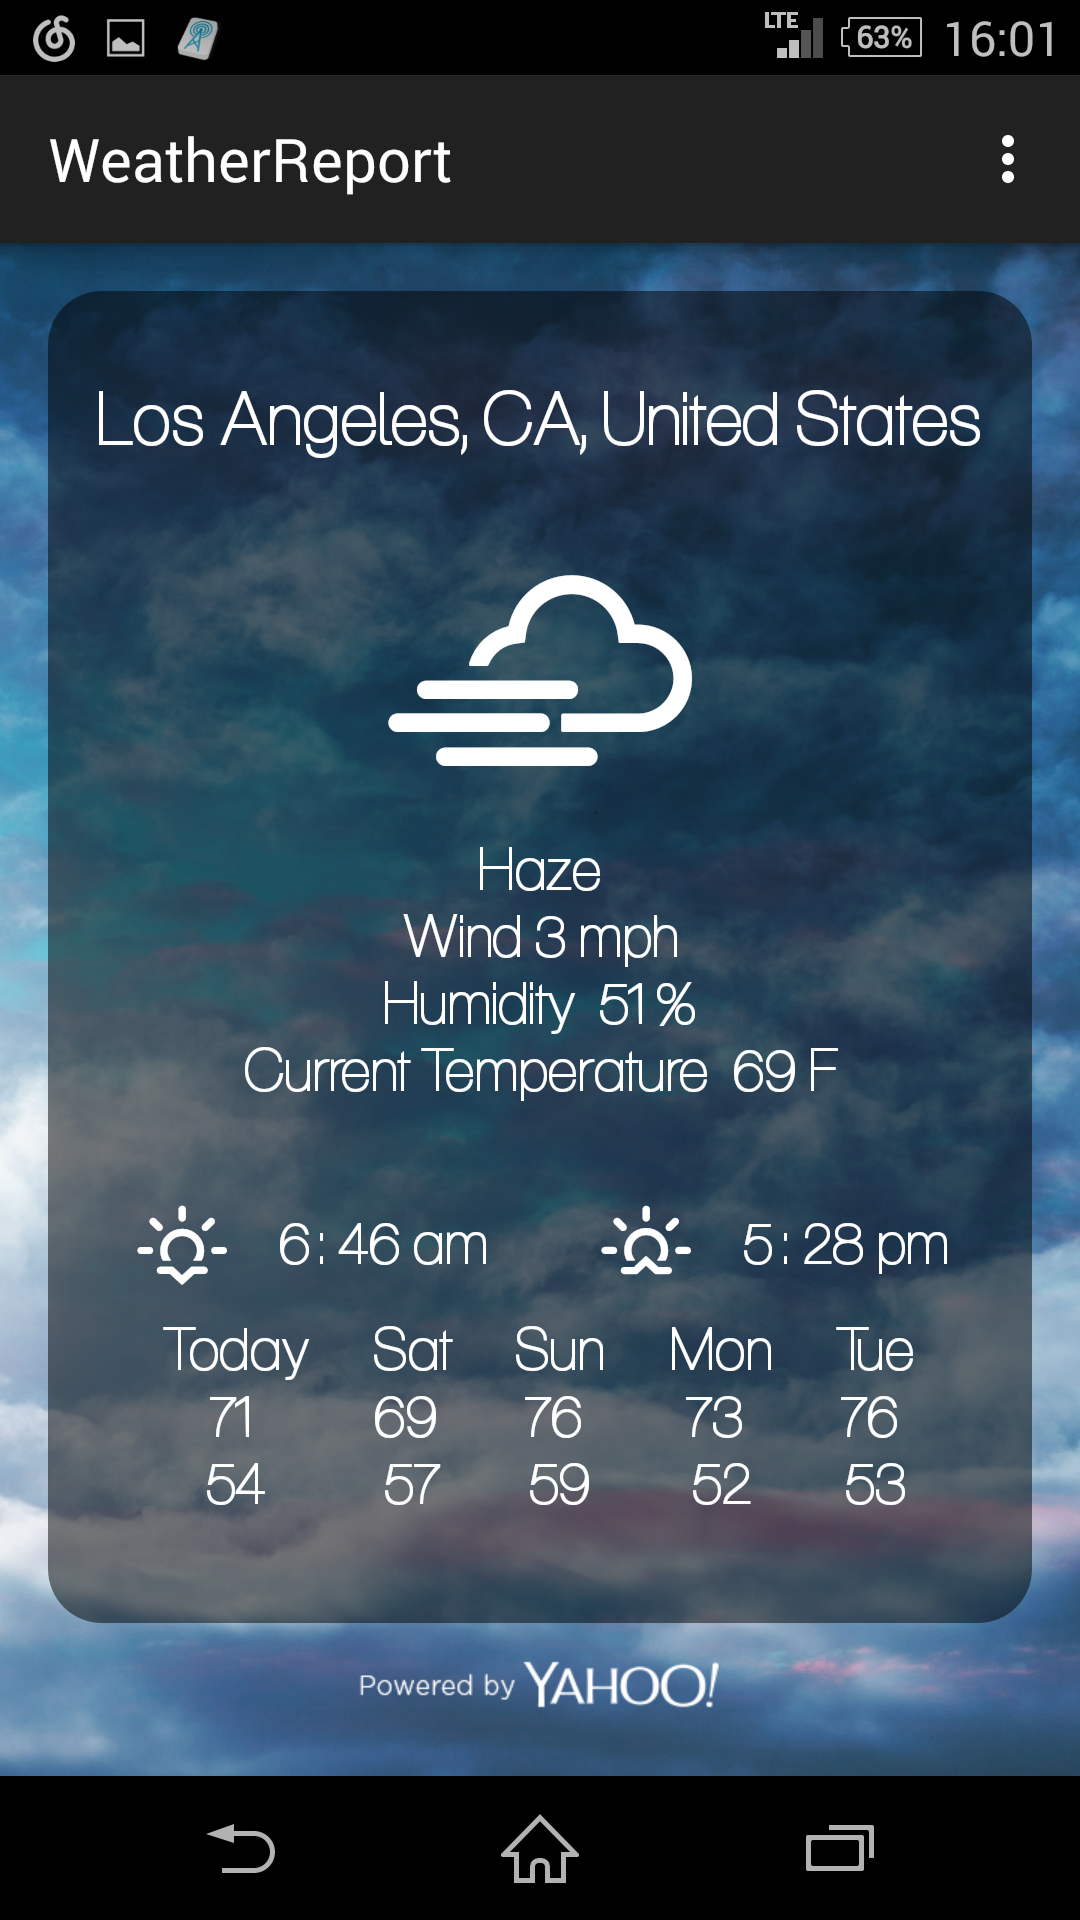 LTE 63% 16:01
WeatherReport
Los Angeles, CA, United States
Haze
Wind 3 mph
Humidity 51 %
Current Temperature 69 F
6 : 46 am 5 : 28 pm
Today Sat Sun Mon Tue
71 69 76 73 76
54 57 59 52 53
Powered by YAHOO!